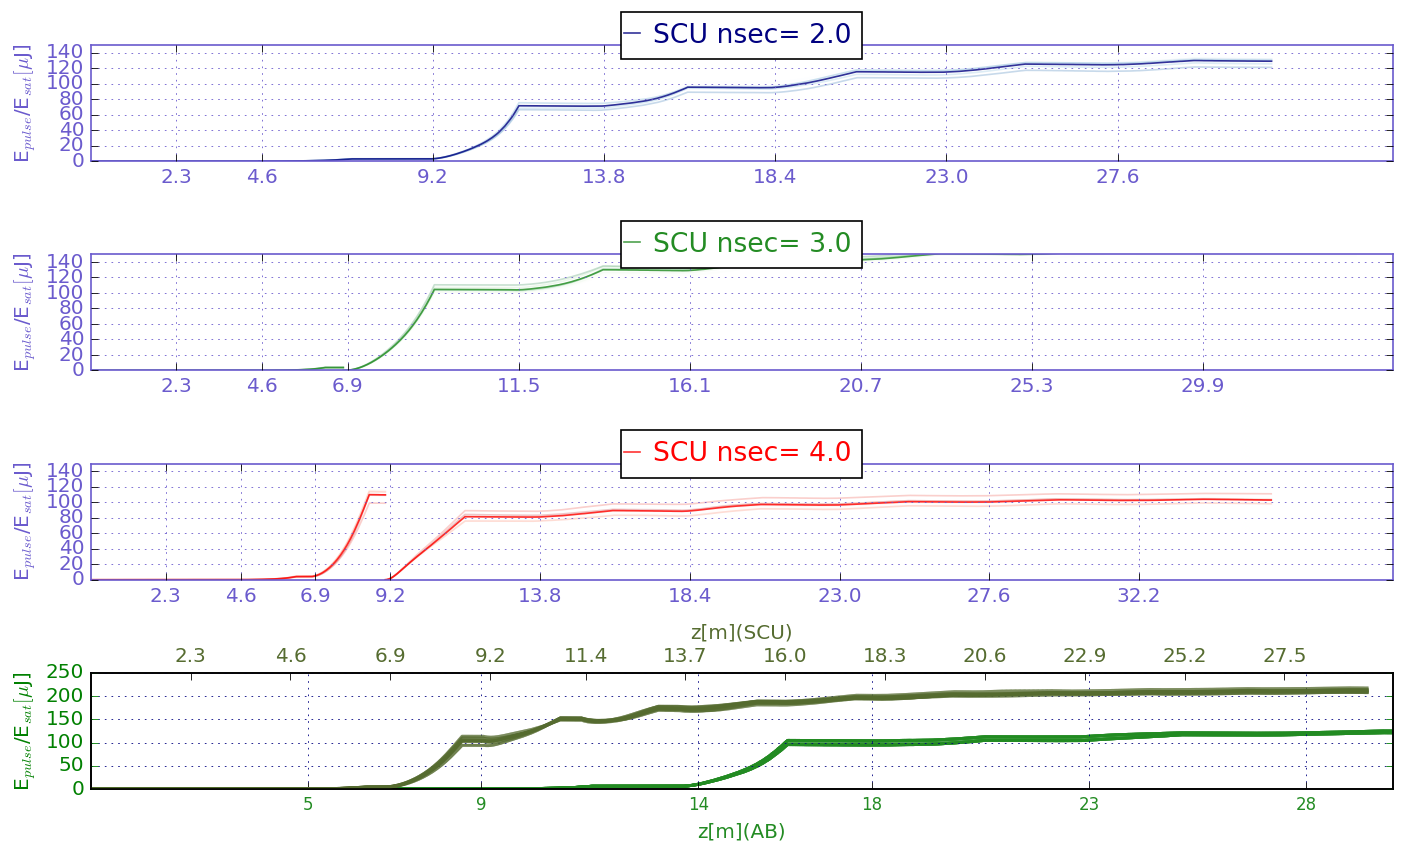 SCU nsec= 2.0
E_pulse/E_sat[μJ]
140
120
100
80
60
40
20
0
2.3 4.6 9.2 13.8 18.4 23.0 27.6
SCU nsec= 3.0
E_pulse/E_sat[μJ]
140
120
100
80
60
40
20
0
2.3 4.6 6.9 11.5 16.1 20.7 25.3 29.9
SCU nsec= 4.0
E_pulse/E_sat[μJ]
140
120
100
80
60
40
20
0
2.3 4.6 6.9 9.2 13.8 18.4 23.0 27.6 32.2
z[m](SCU)
2.3 4.6 6.9 9.2 11.4 13.7 16.0 18.3 20.6 22.9 25.2 27.5
E_pulse/E_sat[μJ]
250
200
150
100
50
0
5 9 14 18 23 28
z[m](AB)